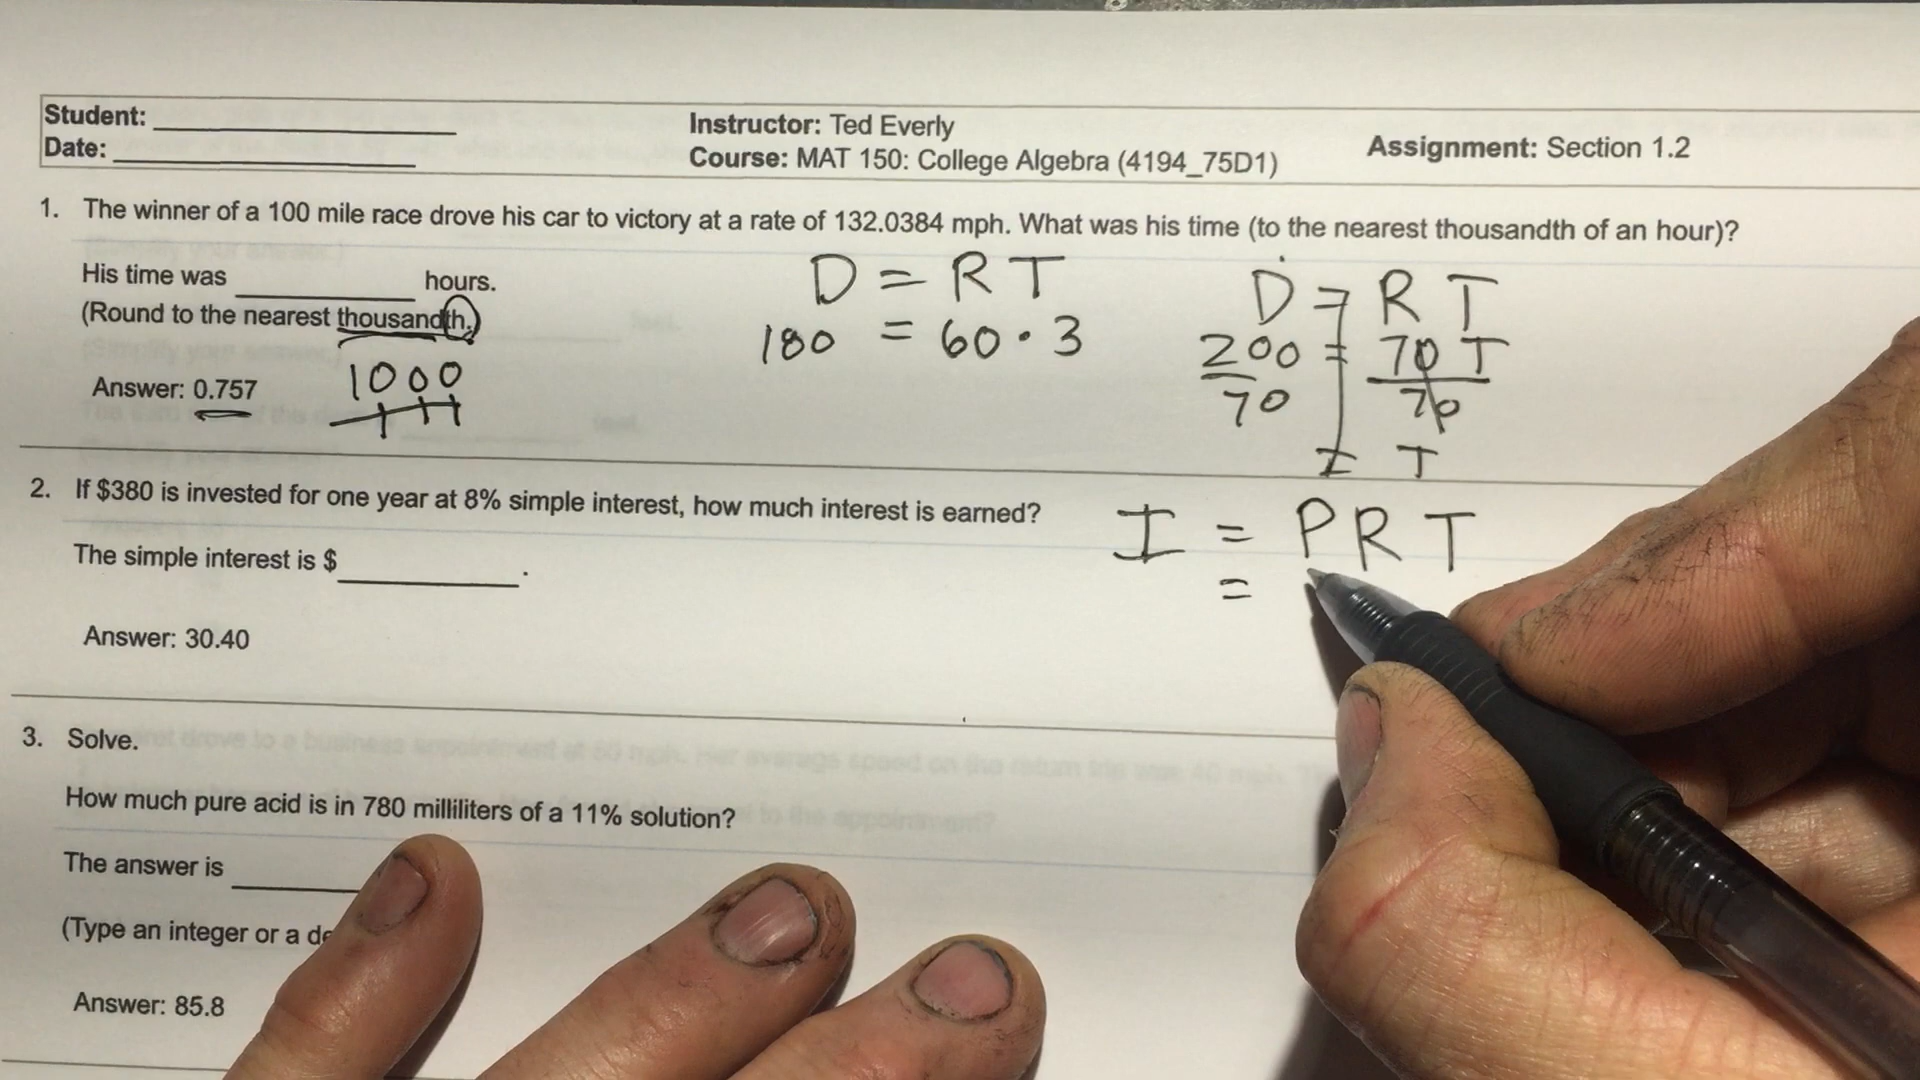 Student:
Date:
Instructor: Ted Everly
Course: MAT 150: College Algebra (4194_75D1)
Assignment: Section 1.2
1. The winner of a 100 mile race drove his car to victory at a rate of 132.0384 mph. What was his time (to the nearest thousandth of an hour)?
His time was hours.
(Round to the nearest thousandth.)
Answer: 0.757
1000
D = R T
180 = 60 · 3
D = R T
200 = 70 T
70 70
= T
2. If $380 is invested for one year at 8% simple interest, how much interest is earned?
The simple interest is $ .
Answer: 30.40
I = P R T
=
3. Solve.
How much pure acid is in 780 milliliters of a 11% solution?
The answer is
(Type an integer or a de
Answer: 85.8